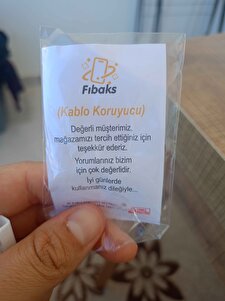 Fıbaks
(Kablo Koruyucu)
Değerli müşterimiz.
mağazamızı tercih ettiğiniz için
teşekkür ederiz.
Yorumlarınız bizim
için çok değerlidir.
İyi günlerde
kullanmanız dileğiyle...